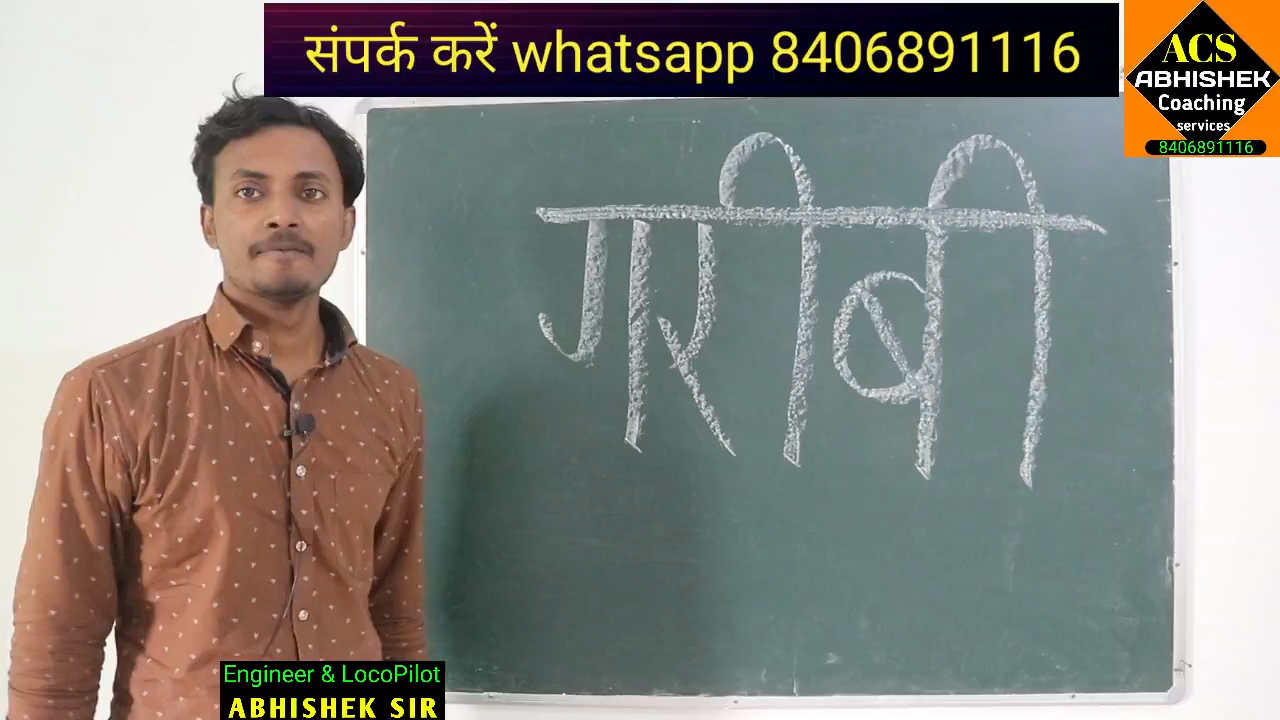 संपर्क करें whatsapp 8406891116
ACS
ABHISHEK
Coaching
services
8406891116
गरीबी
Engineer & LocoPilot
ABHISHEK SIR